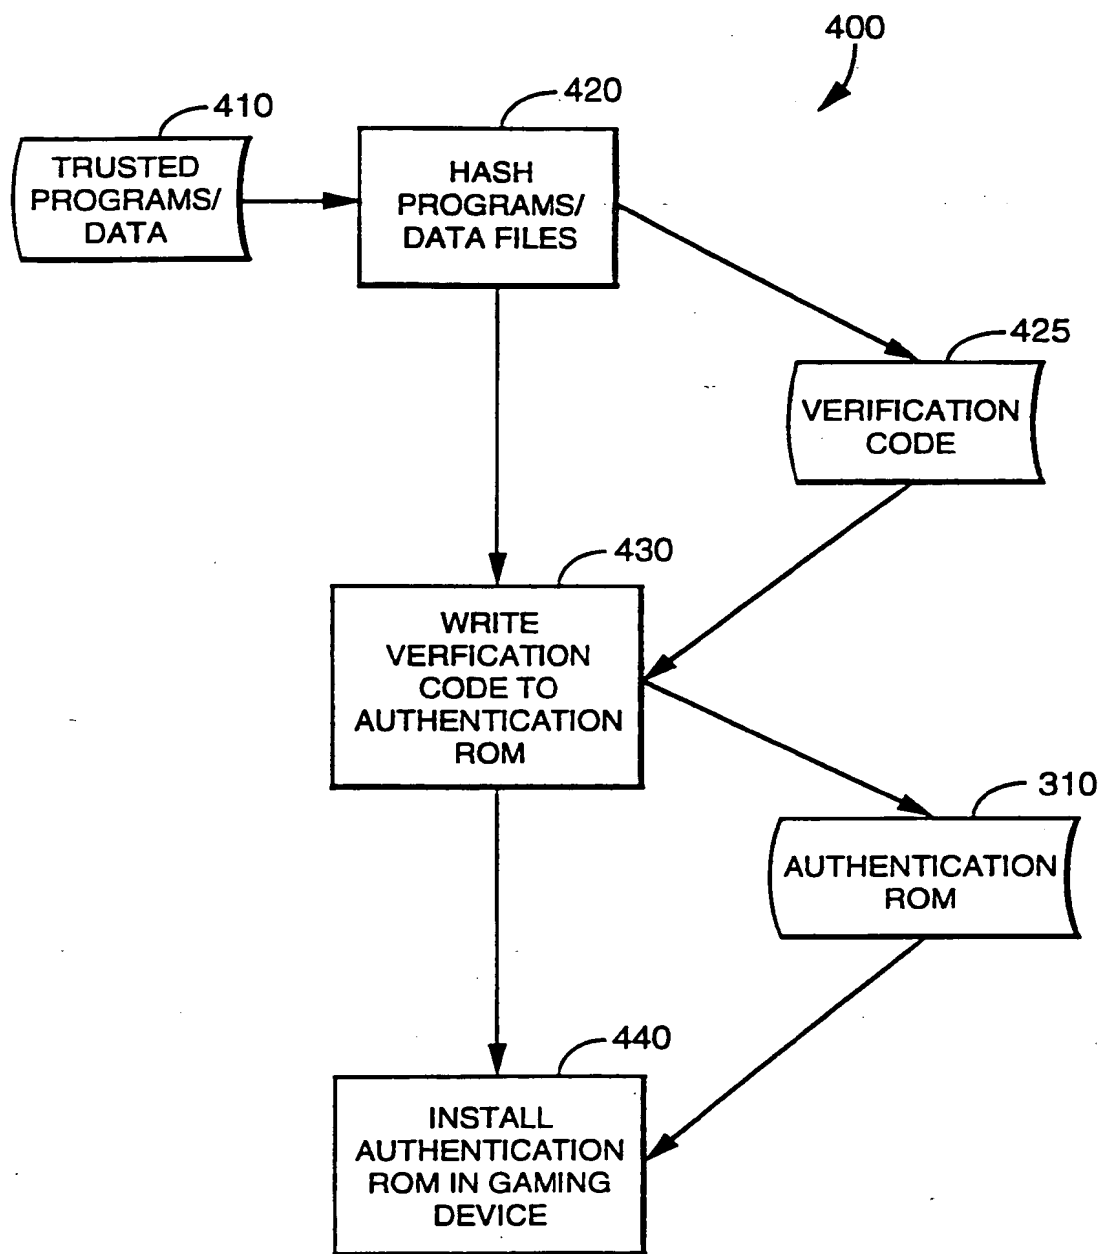 400
410
420
TRUSTED
PROGRAMS/
DATA
HASH
PROGRAMS/
DATA FILES
425
VERIFICATION
CODE
430
WRITE
VERFICATION
CODE TO
AUTHENTICATION
ROM
310
AUTHENTICATION
ROM
440
INSTALL
AUTHENTICATION
ROM IN GAMING
DEVICE